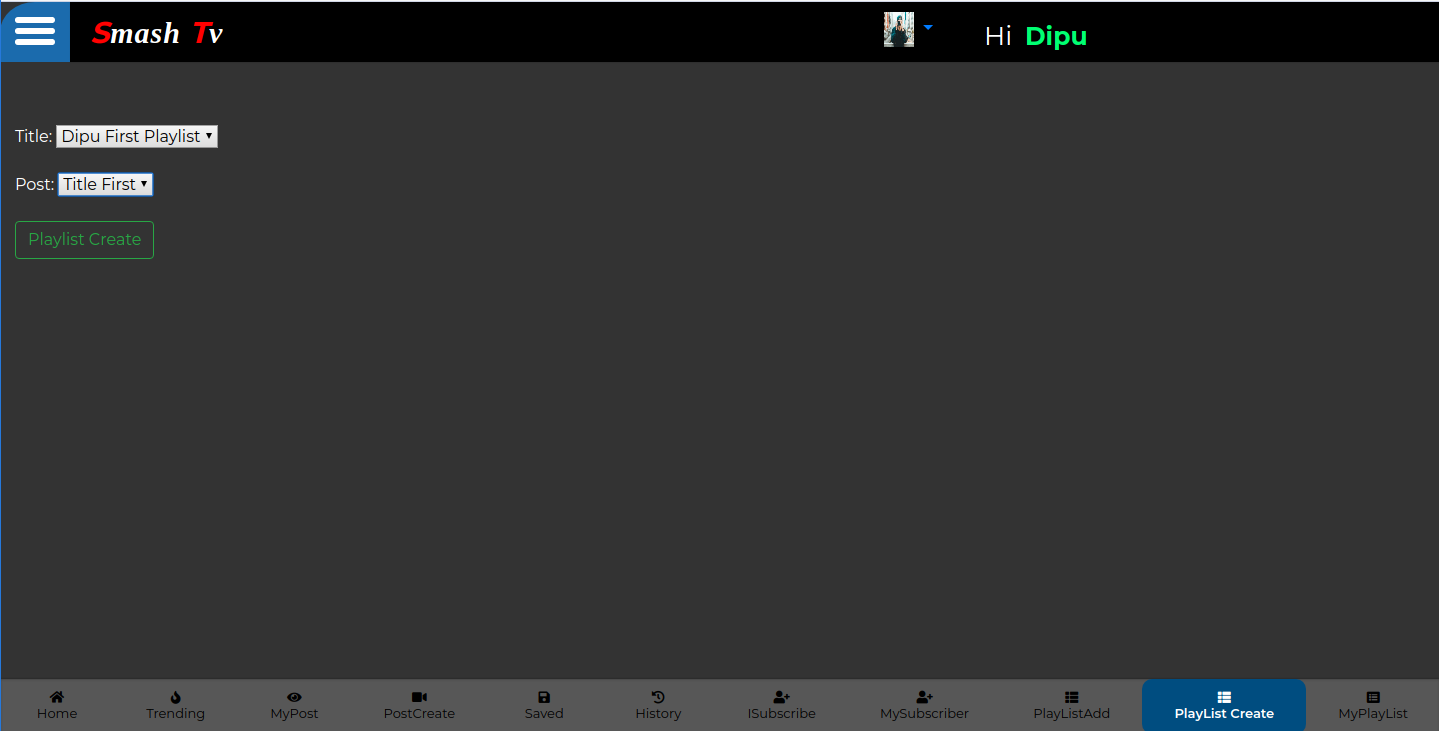 Smash Tv
Hi Dipu
Title: Dipu First Playlist
Post: Title First
Playlist Create
Home
Trending
MyPost
PostCreate
Saved
History
ISubscribe
MySubscriber
PlayListAdd
PlayList Create
MyPlayList